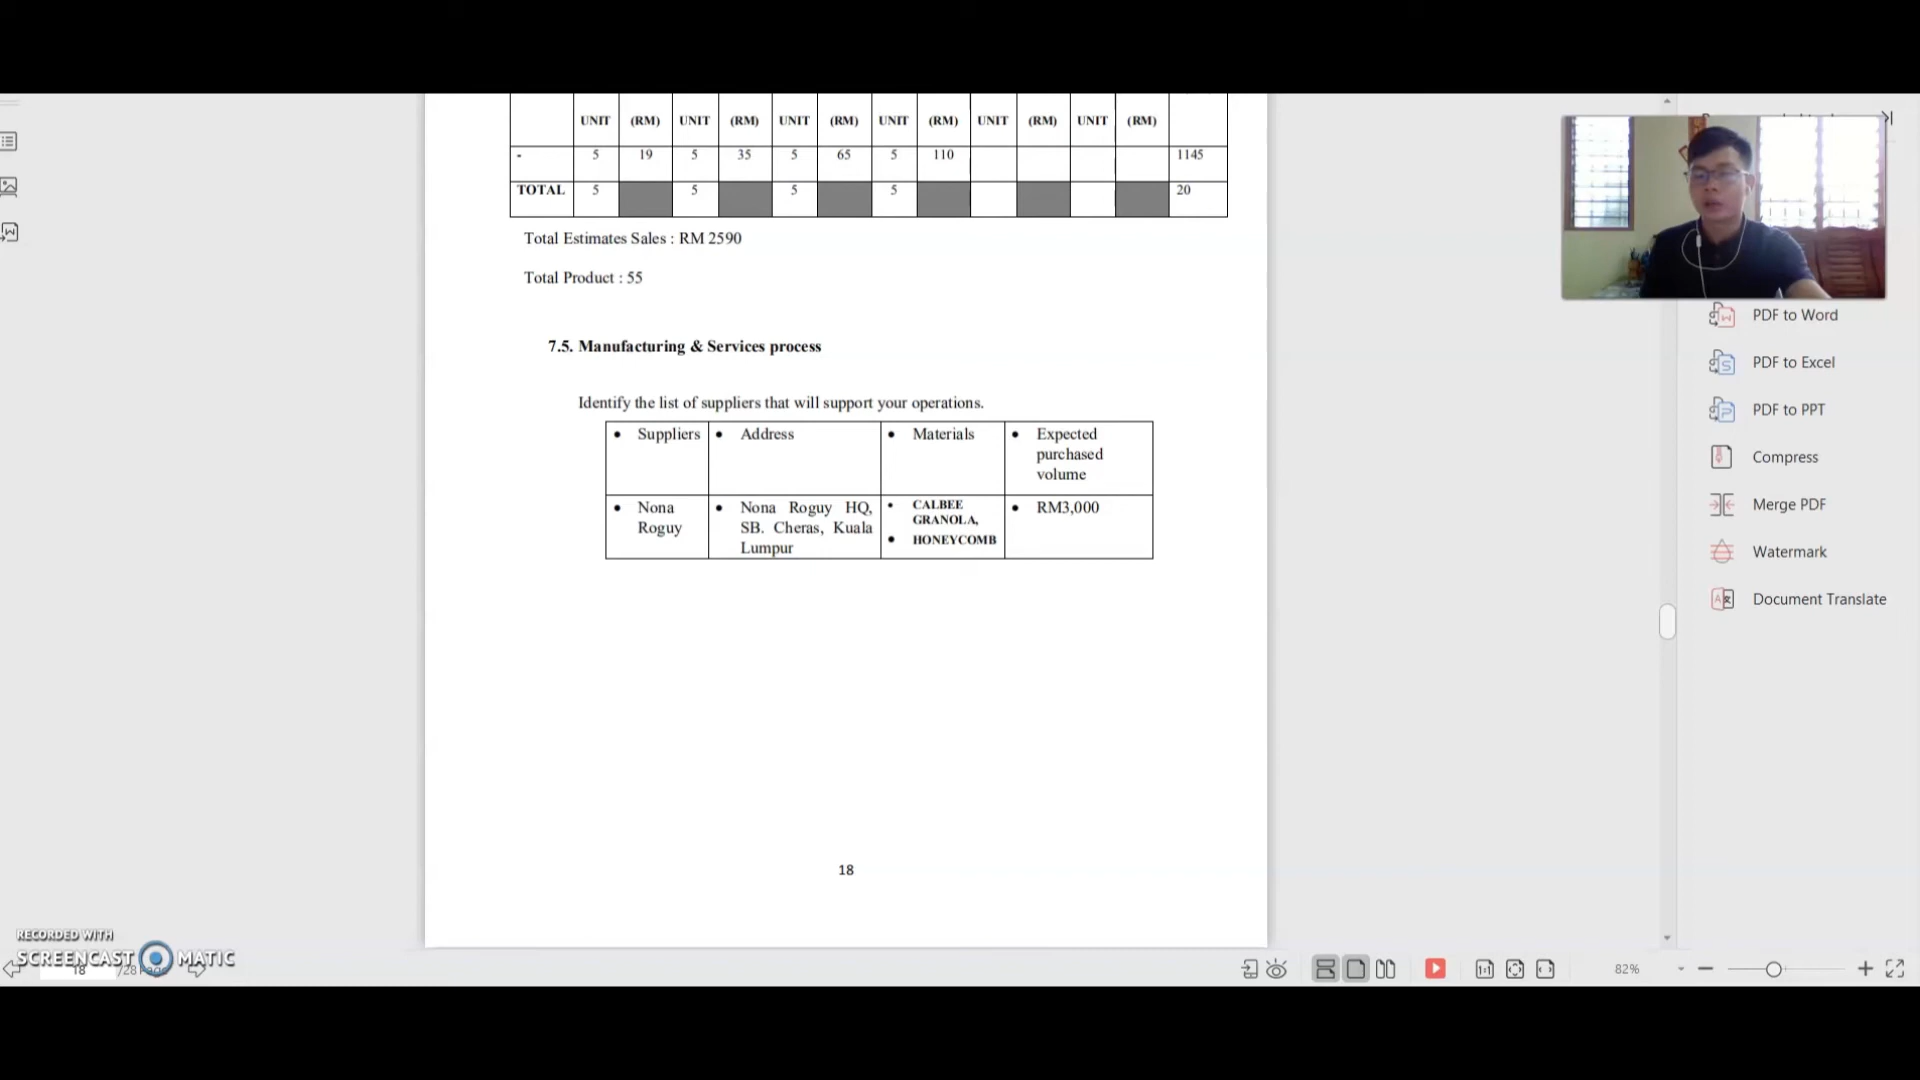 UNIT (RM) UNIT (RM) UNIT (RM) UNIT (RM) UNIT (RM) UNIT (RM)
- 5 19 5 35 5 65 5 110 1145
TOTAL 5 5 5 5 20
Total Estimates Sales : RM 2590
Total Product : 55
7.5. Manufacturing & Services process
Identify the list of suppliers that will support your operations.
• Suppliers • Address • Materials • Expected
purchased
volume
• Nona
Roguy
• Nona Roguy HQ,
SB. Cheras, Kuala
Lumpur
• CALBEE
GRANOLA,
• HONEYCOMB
• RM3,000
18
PDF to Word
PDF to Excel
PDF to PPT
Compress
Merge PDF
Watermark
Document Translate
RECORDED WITH
SCREENCAST MATIC
18 /28
82%